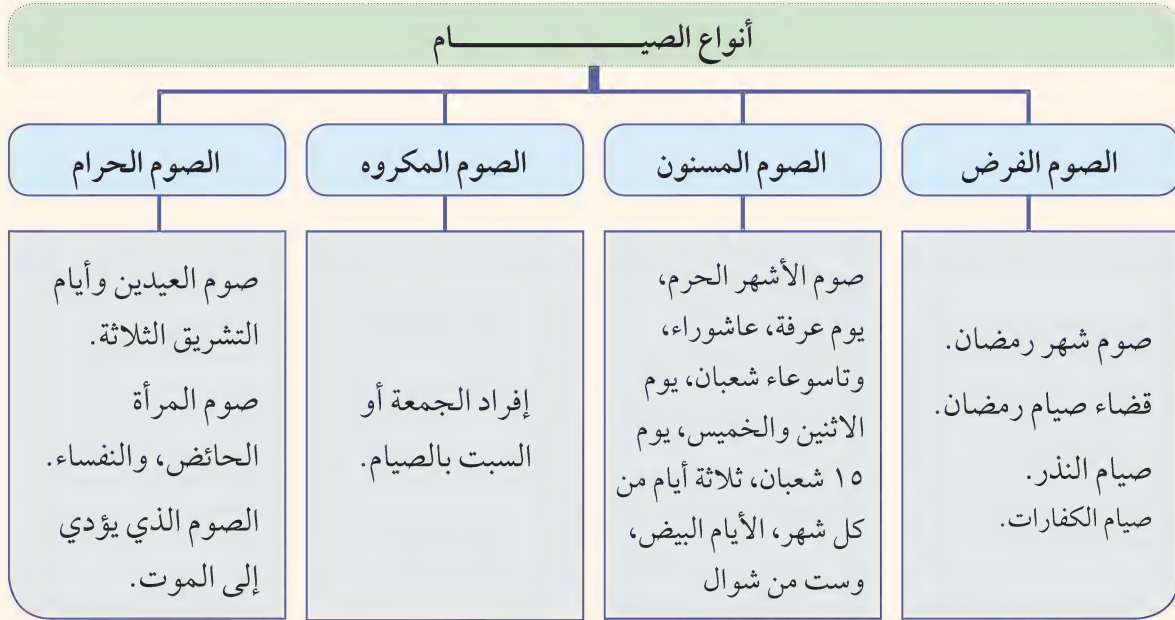 أنواع الصيـــــــــــــام
الصوم الفرض
الصوم المسنون
الصوم المكروه
الصوم الحرام
صوم شهر رمضان.
قضاء صيام رمضان.
صيام النذر.
صيام الكفارات.
صوم الأشهر الحرم،
يوم عرفة، عاشوراء،
وتاسوعاء شعبان، يوم
الاثنين والخميس، يوم
١٥ شعبان، ثلاثة أيام من
كل شهر، الأيام البيض،
وست من شوال
إفراد الجمعة أو
السبت بالصيام.
صوم العيدين وأيام
التشريق الثلاثة.
صوم المرأة
الحائض، والنفساء.
الصوم الذي يؤدي
إلى الموت.